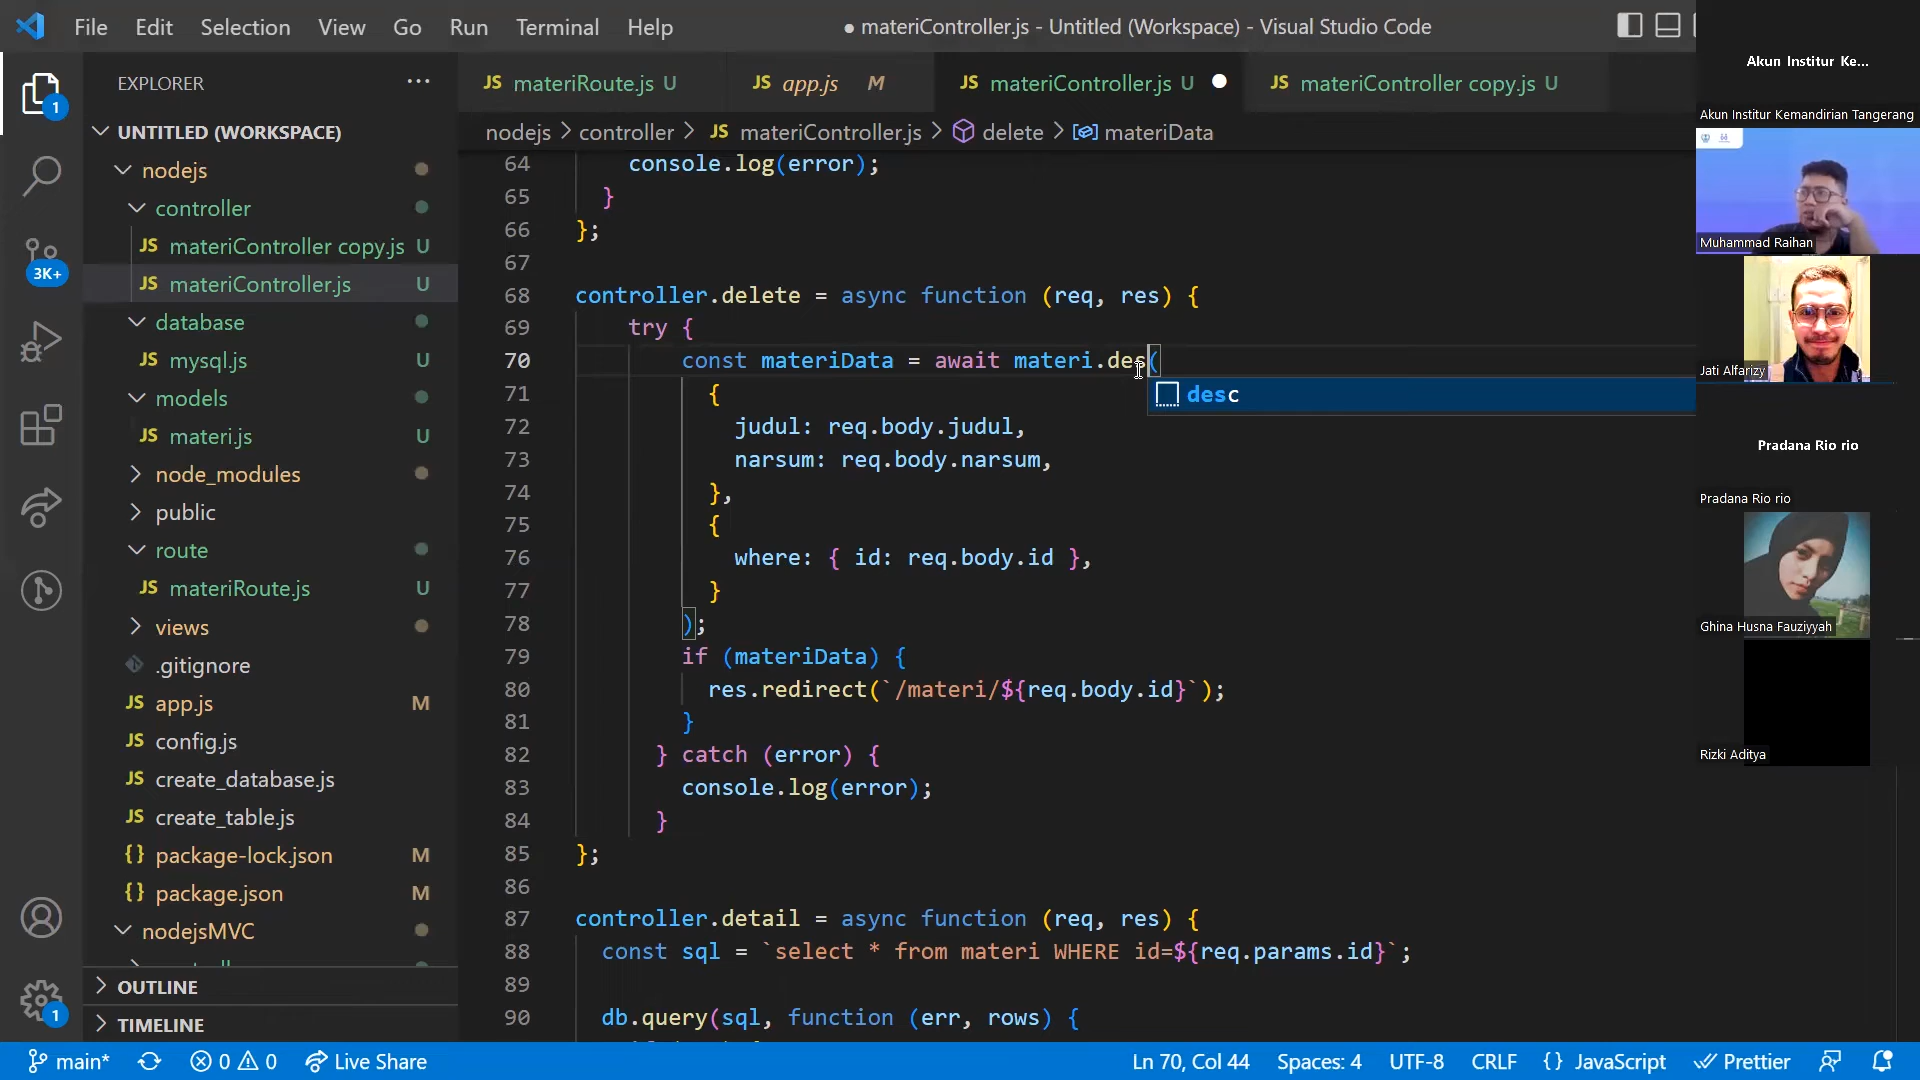 File Edit Selection View Go Run Terminal Help
● materiController.js - Untitled (Workspace) - Visual Studio Code
EXPLORER ···
UNTITLED (WORKSPACE)
nodejs
controller
JS materiController copy.js U
JS materiController.js U
database
JS mysql.js U
models
JS materi.js U
node_modules
public
route
JS materiRoute.js U
views
.gitignore
JS app.js M
JS config.js
JS create_database.js
JS create_table.js
{} package-lock.json M
{} package.json M
nodejsMVC
OUTLINE
TIMELINE
1
3K+
1
JS materiRoute.js U
JS app.js M
JS materiController.js U
JS materiController copy.js U
nodejs > controller > JS materiController.js > delete > materiData
64 console.log(error);
65 }
66 };
67
68 controller.delete = async function (req, res) {
69 try {
70 const materiData = await materi.des(
desc
71 {
72 judul: req.body.judul,
73 narsum: req.body.narsum,
74 },
75 {
76 where: { id: req.body.id },
77 }
78 );
79 if (materiData) {
80 res.redirect(`/materi/${req.body.id}`);
81 }
82 } catch (error) {
83 console.log(error);
84 }
85 };
86
87 controller.detail = async function (req, res) {
88 const sql = `select * from materi WHERE id=${req.params.id}`;
89
90 db.query(sql, function (err, rows) {
Akun Institur Ke...
Akun Institur Kemandirian Tangerang
Muhammad Raihan
Jati Alfarizy
Pradana Rio rio
Pradana Rio rio
Ghina Husna Fauziyyah
Rizki Aditya
main* 0 0 Live Share
Ln 70, Col 44 Spaces: 4 UTF-8 CRLF {} JavaScript Prettier